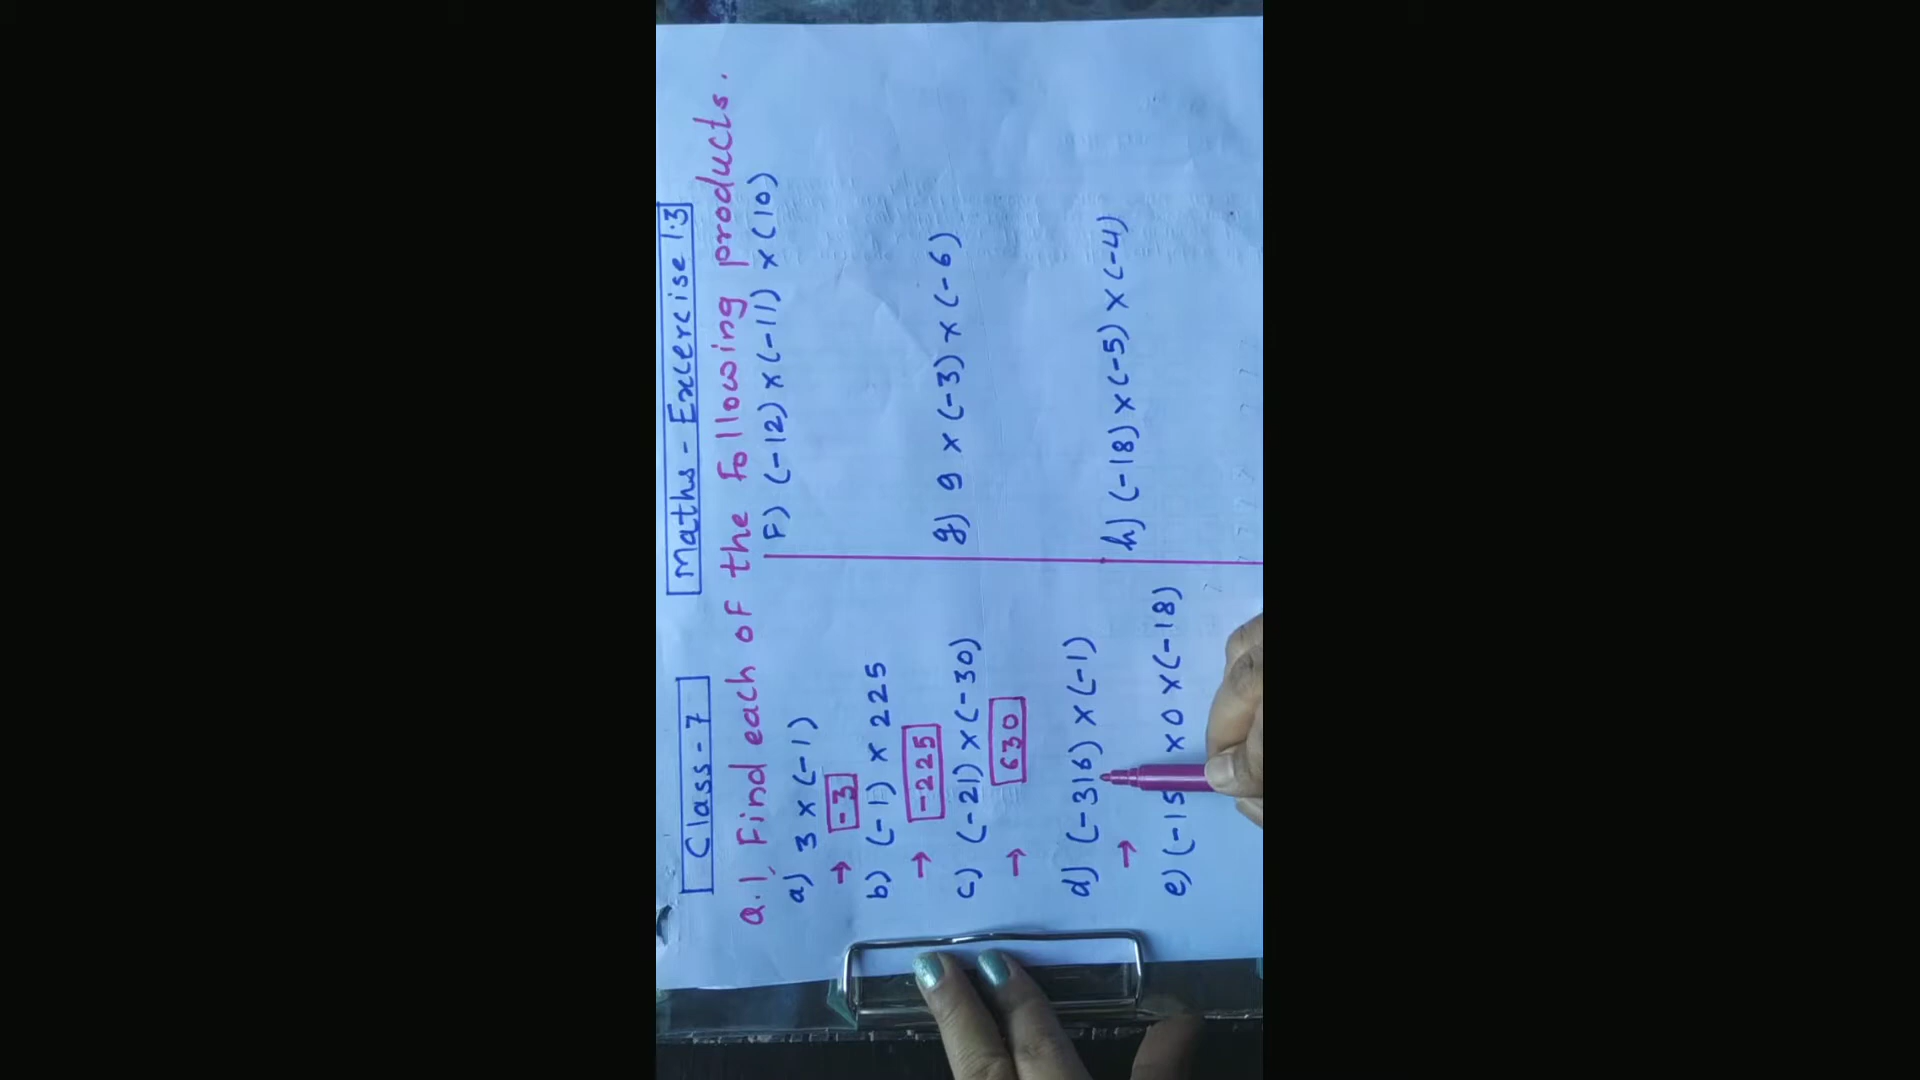 Class - 7
Maths - Excercise 1.3
Q.1, Find each of the following products.
a) 3 x (-1)
→ -3
b) (-1) x 225
→ -225
c) (-21) x (-30)
→ 630
d) (-316) x (-1)
→
e) (-15 x 0 x (-18)
F) (-12) x (-11) x (10)
g) 9 x (-3) x (-6)
h) (-18) x (-5) x (-4)